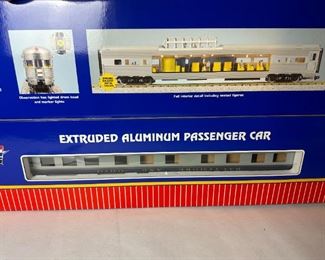 Observation has lighted drum head
and marker lights
Full interior detail including seated figures
EXTRUDED ALUMINUM PASSENGER CAR